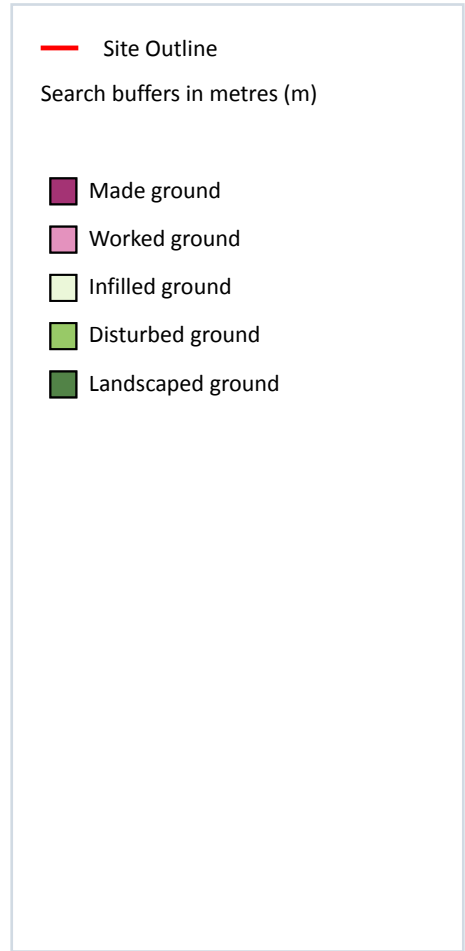 Site Outline
Search buffers in metres (m)
Made ground
Worked ground
Infilled ground
Disturbed ground
Landscaped ground